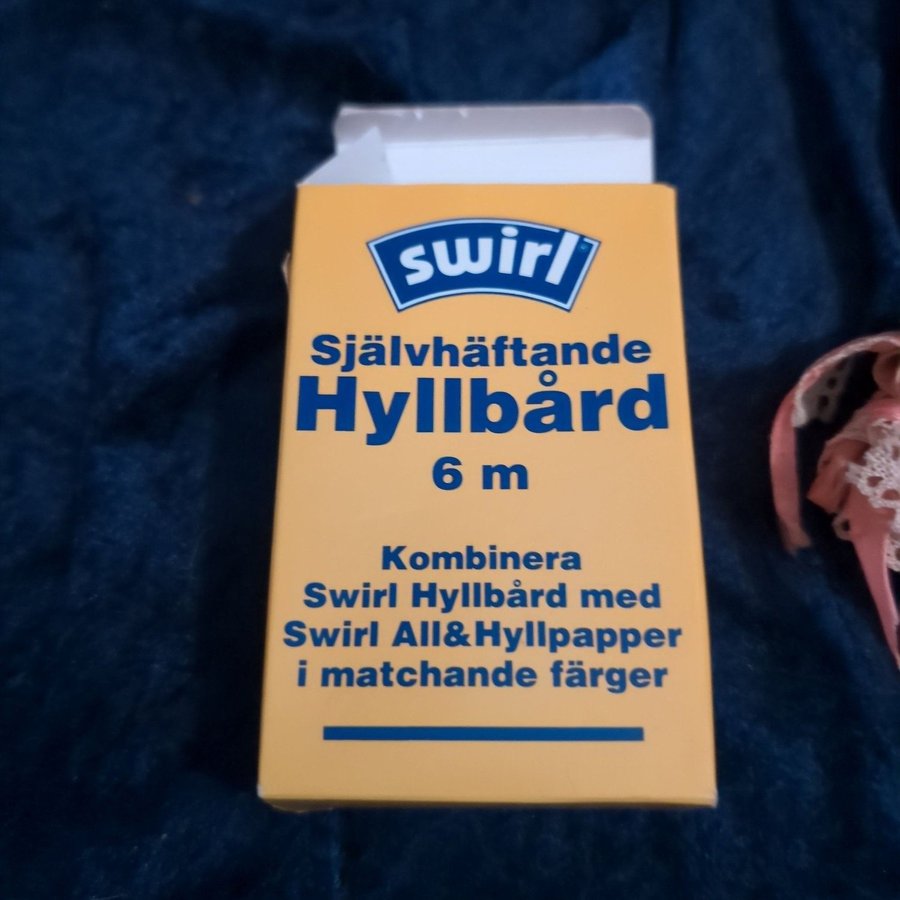 swirl
Självhäftande
Hyllbård
6 m
Kombinera
Swirl Hyllbård med
Swirl All&Hyllpapper
i matchande färger